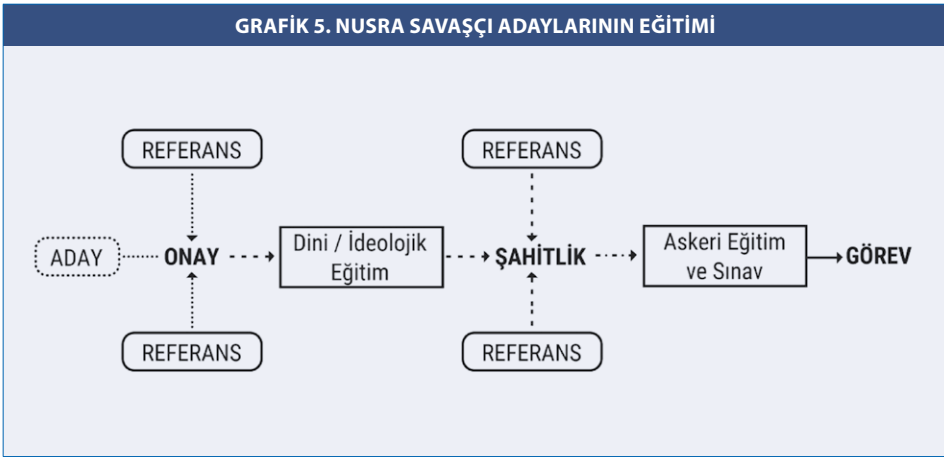 GRAFİK 5. NUSRA SAVAŞÇI ADAYLARININ EĞİTİMİ
REFERANS
REFERANS
ADAY
ONAY
Dini / İdeolojik
Eğitim
ŞAHİTLİK
Askeri Eğitim
ve Sınav
GÖREV
REFERANS
REFERANS